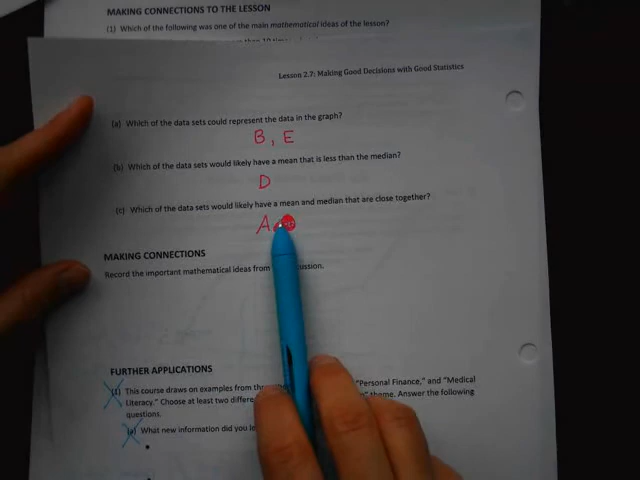 MAKING CONNECTIONS TO THE LESSON
(1) Which of the following was one of the main mathematical ideas of the lesson?
Lesson 2.7: Making Good Decisions with Good Statistics
(a) Which of the data sets could represent the data in the graph?
B, E
(b) Which of the data sets would likely have a mean that is less than the median?
D
(c) Which of the data sets would likely have a mean and median that are close together?
A
MAKING CONNECTIONS
Record the important mathematical ideas from
FURTHER APPLICATIONS
(1) This course draws on examples from "Personal Finance," and "Medical
Literacy." Choose at least two theme. Answer the following
questions.
(a) What new information did you